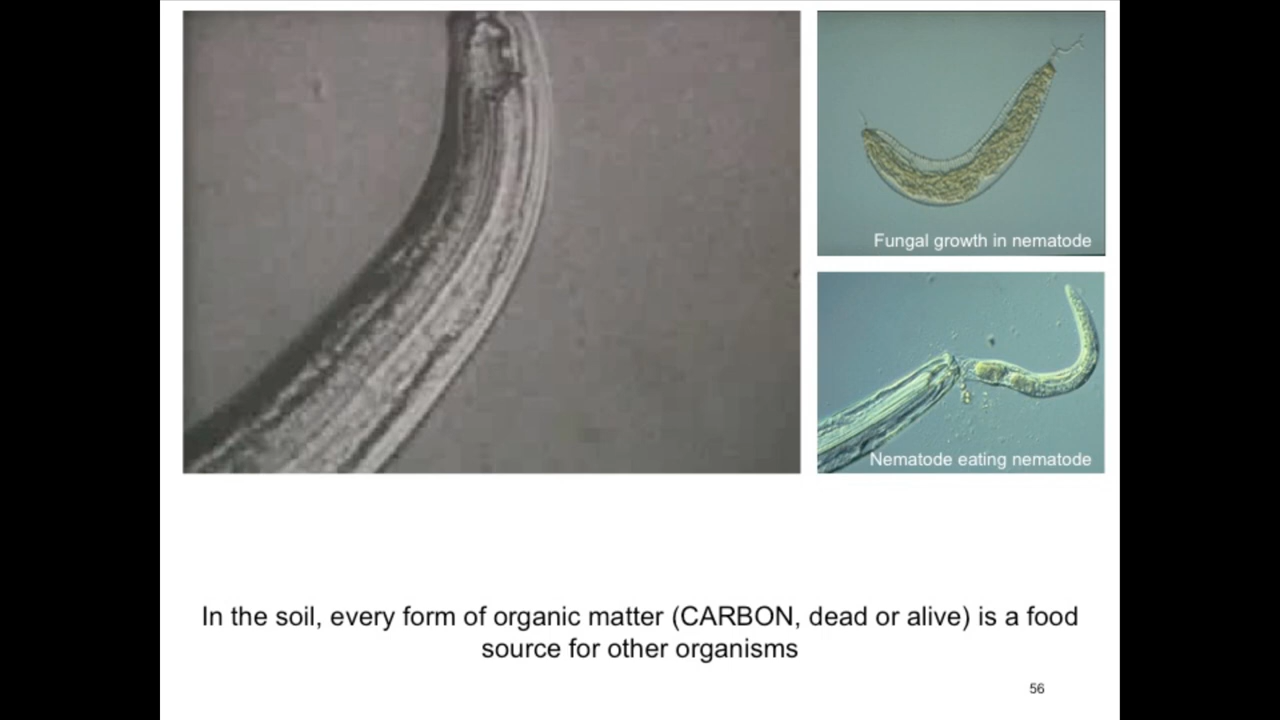 Fungal growth in nematode
Nematode eating nematode
In the soil, every form of organic matter (CARBON, dead or alive) is a food
source for other organisms
56